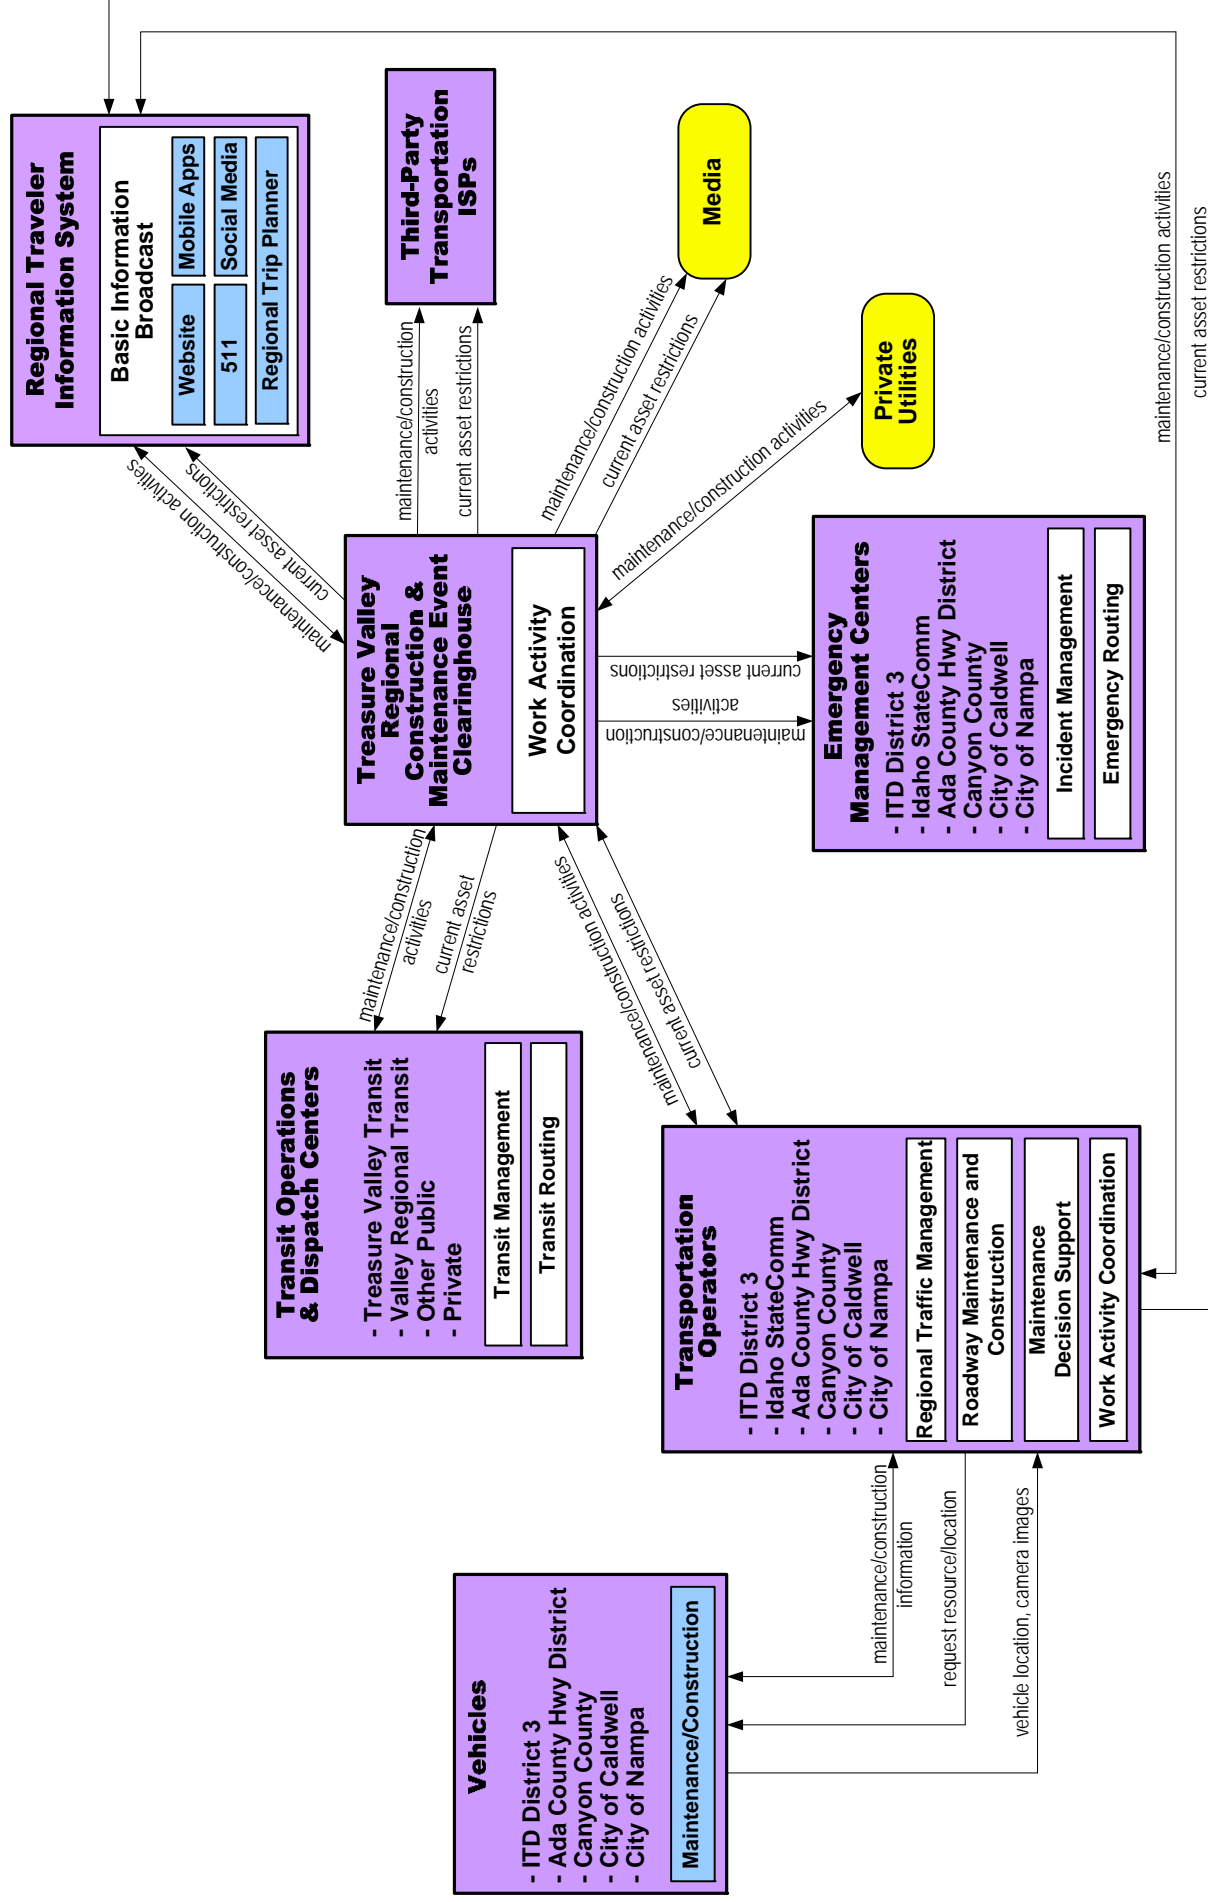 Vehicles
- ITD District 3
- Ada County Hwy District
- Canyon County
- City of Caldwell
- City of Nampa
Maintenance/Construction
maintenance/construction
information
request resource/location
vehicle location, camera images
Transit Operations
& Dispatch Centers
- Treasure Valley Transit
- Valley Regional Transit
- Other Public
- Private
Transit Management
Transit Routing
Transportation
Operators
- ITD District 3
- Idaho StateComm
- Ada County Hwy District
- Canyon County
- City of Caldwell
- City of Nampa
Regional Traffic Management
Roadway Maintenance and
Construction
Maintenance
Decision Support
Work Activity Coordination
maintenance/construction
activities
current asset
restrictions
maintenance/construction activities
current asset restrictions
Treasure Valley
Regional
Construction &
Maintenance Event
Clearinghouse
Work Activity
Coordination
maintenance/construction
activities
current asset restrictions
Emergency
Management Centers
- ITD District 3
- Idaho StateComm
- Ada County Hwy District
- Canyon County
- City of Caldwell
- City of Nampa
Incident Management
Emergency Routing
maintenance/construction activities
current asset restrictions
Regional Traveler
Information System
Basic Information
Broadcast
Website
Mobile Apps
511
Social Media
Regional Trip Planner
maintenance/construction
activities
current asset restrictions
Third-Party
Transportation
ISPs
maintenance/construction activities
current asset restrictions
Media
maintenance/construction activities
Private
Utilities
maintenance/construction activities
current asset restrictions